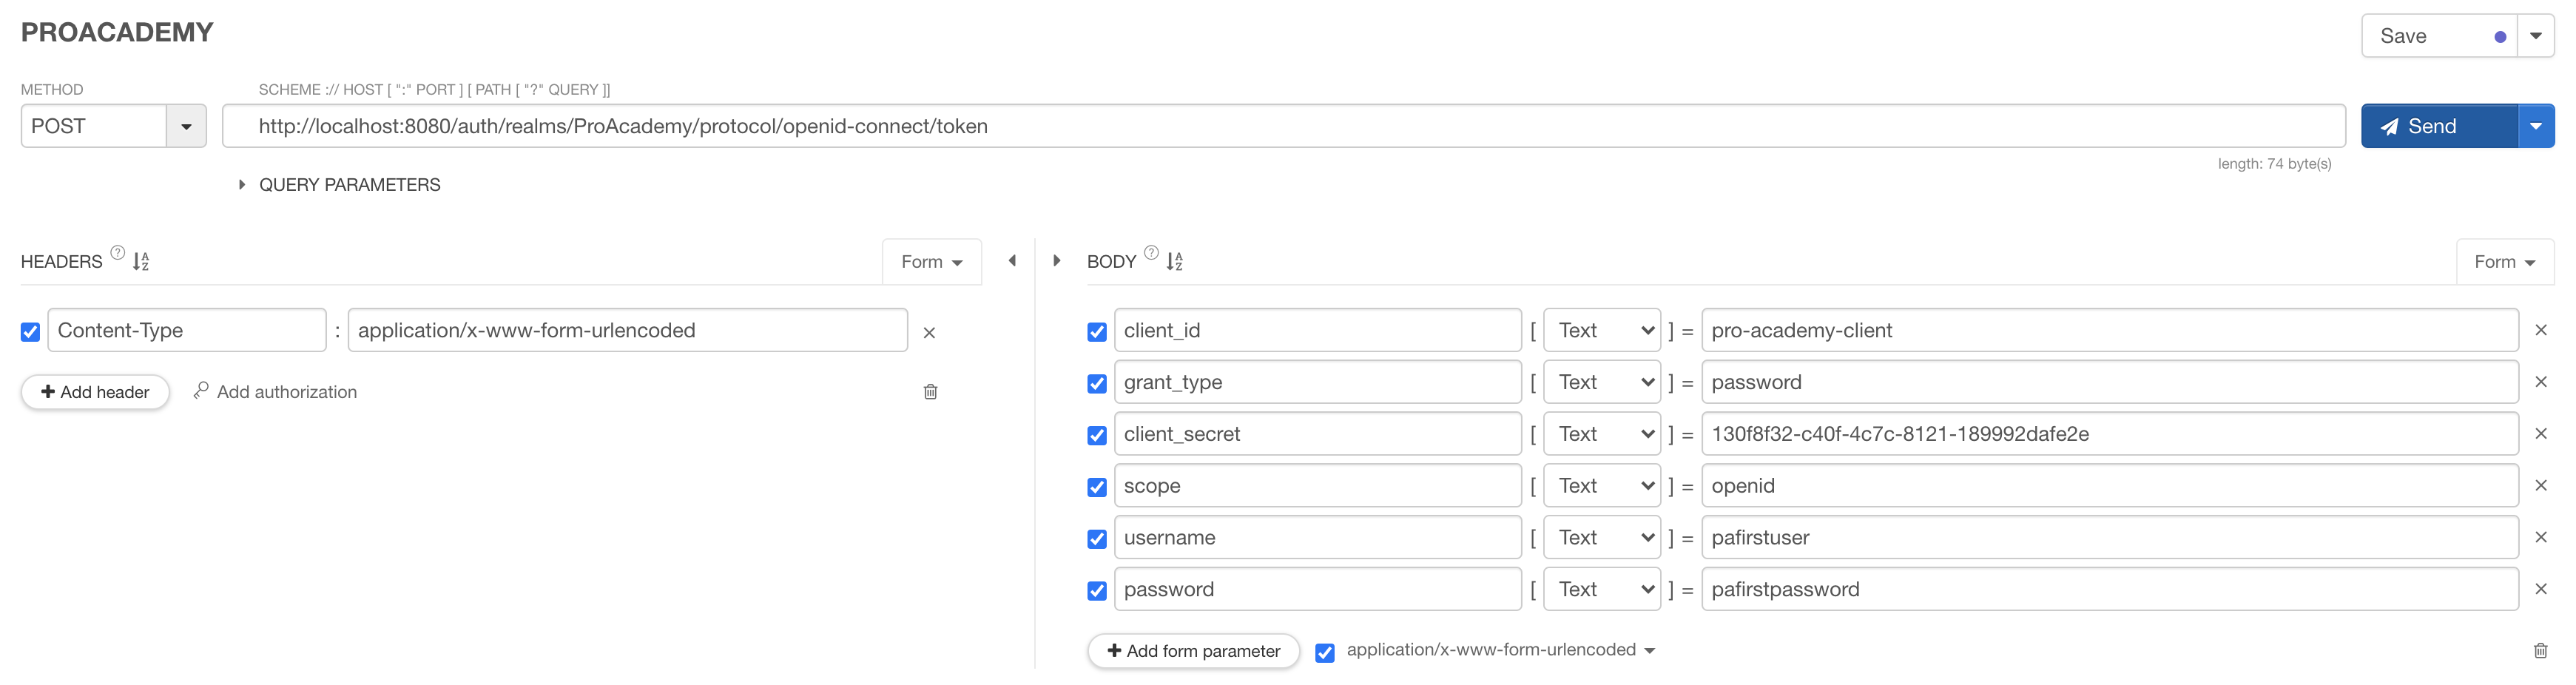 PROACADEMY
Save
METHOD
SCHEME :// HOST [ ":" PORT ] [ PATH [ "?" QUERY ]]
POST
http://localhost:8080/auth/realms/ProAcademy/protocol/openid-connect/token
Send
length: 74 byte(s)
QUERY PARAMETERS
HEADERS ? A Z
Form
Content-Type : application/x-www-form-urlencoded ×
+ Add header
Add authorization
BODY ? A Z
Form
client_id [ Text ] = pro-academy-client ×
grant_type [ Text ] = password ×
client_secret [ Text ] = 130f8f32-c40f-4c7c-8121-189992dafe2e ×
scope [ Text ] = openid ×
username [ Text ] = pafirstuser ×
password [ Text ] = pafirstpassword ×
+ Add form parameter
application/x-www-form-urlencoded